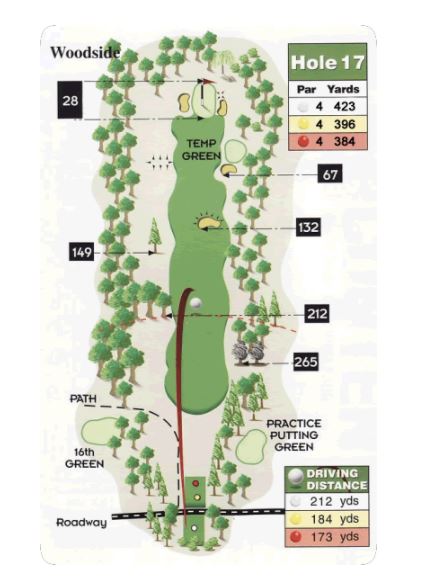 Woodside
Hole 17
Par Yards
4 423
4 396
4 384
28
TEMP
GREEN
67
132
149
212
265
PATH
16th
GREEN
PRACTICE
PUTTING
GREEN
DRIVING
DISTANCE
212 yds
184 yds
173 yds
Roadway